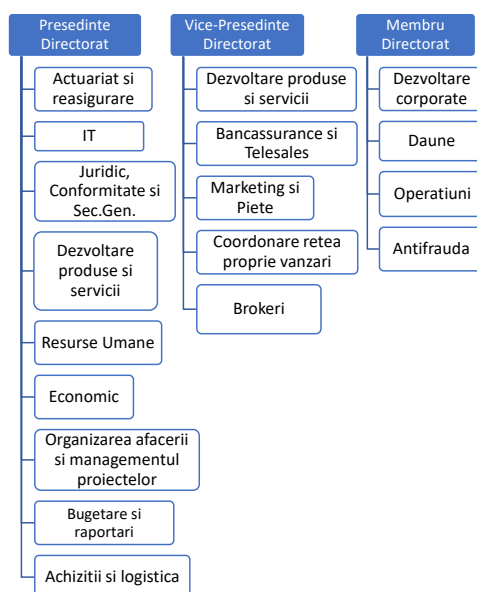 Presedinte
Directorat
Actuariat si
reasigurare
IT
Juridic,
Conformitate si
Sec.Gen.
Dezvoltare
produse si
servicii
Resurse Umane
Economic
Organizarea afacerii
si managementul
proiectelor
Bugetare si
raportari
Achizitii si logistica
Vice-Presedinte
Directorat
Dezvoltare produse
si servicii
Bancassurance si
Telesales
Marketing si
Piete
Coordonare retea
proprie vanzari
Brokeri
Membru
Directorat
Dezvoltare
corporate
Daune
Operatiuni
Antifrauda